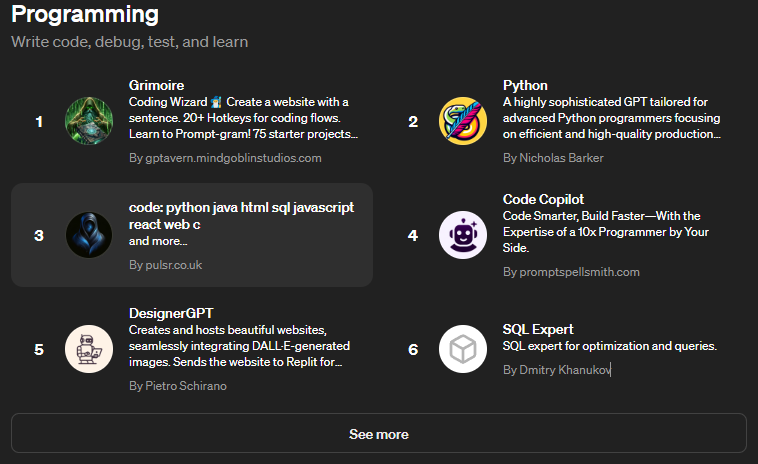 Programming
Write code, debug, test, and learn
1
Grimoire
Coding Wizard 🧙‍♂️ Create a website with a
sentence. 20+ Hotkeys for coding flows.
Learn to Prompt-gram! 75 starter projects...
By gptavern.mindgoblinstudios.com
2
Python
A highly sophisticated GPT tailored for
advanced Python programmers focusing
on efficient and high-quality production...
By Nicholas Barker
3
code: python java html sql javascript
react web c
and more...
By pulsr.co.uk
4
Code Copilot
Code Smarter, Build Faster—With the
Expertise of a 10x Programmer by Your
Side.
By promptspellsmith.com
5
DesignerGPT
Creates and hosts beautiful websites,
seamlessly integrating DALL·E-generated
images. Sends the website to Replit for...
By Pietro Schirano
6
SQL Expert
SQL expert for optimization and queries.
By Dmitry Khanukov
See more